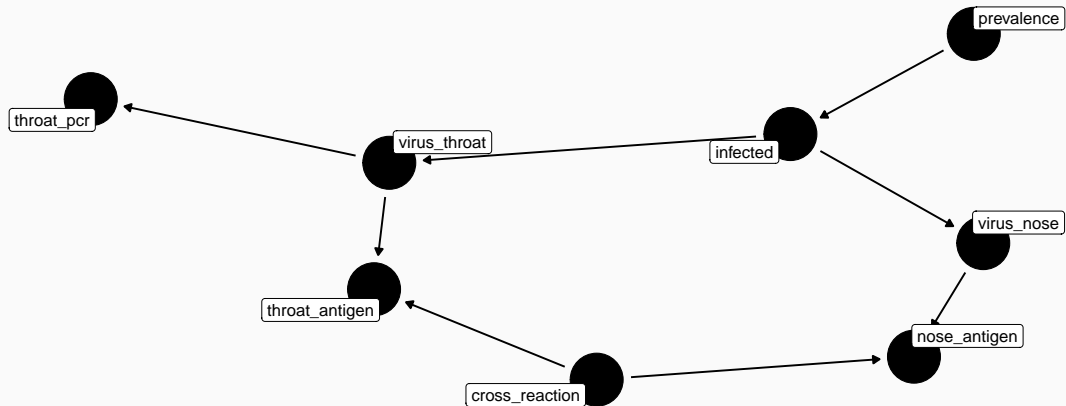 prevalence
throat_pcr
virus_throat
infected
virus_nose
throat_antigen
nose_antigen
cross_reaction